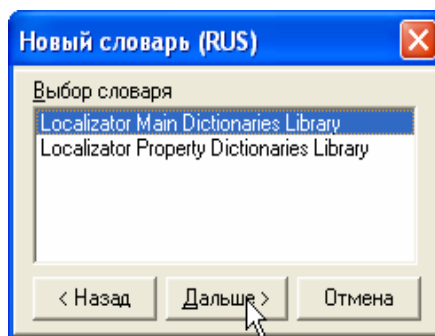 Новый словарь (RUS)
Выбор словаря
Localizator Main Dictionaries Library
Localizator Property Dictionaries Library
< Назад Дальше > Отмена